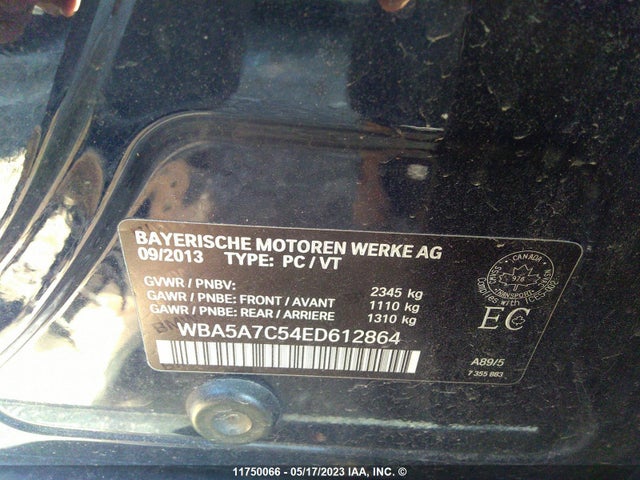 BAYERISCHE MOTOREN WERKE AG
09/2013 TYPE: PC / VT
GVWR / PNBV: 2345 kg
GAWR / PNBE: FRONT / AVANT 1110 kg
GAWR / PNBE: REAR / ARRIERE 1310 kg
WBA5A7C54ED612864
CANADA
978
TRANSPORT
EC
A89/5
7 355 883
11750066 - 05/17/2023 IAA, INC. ©